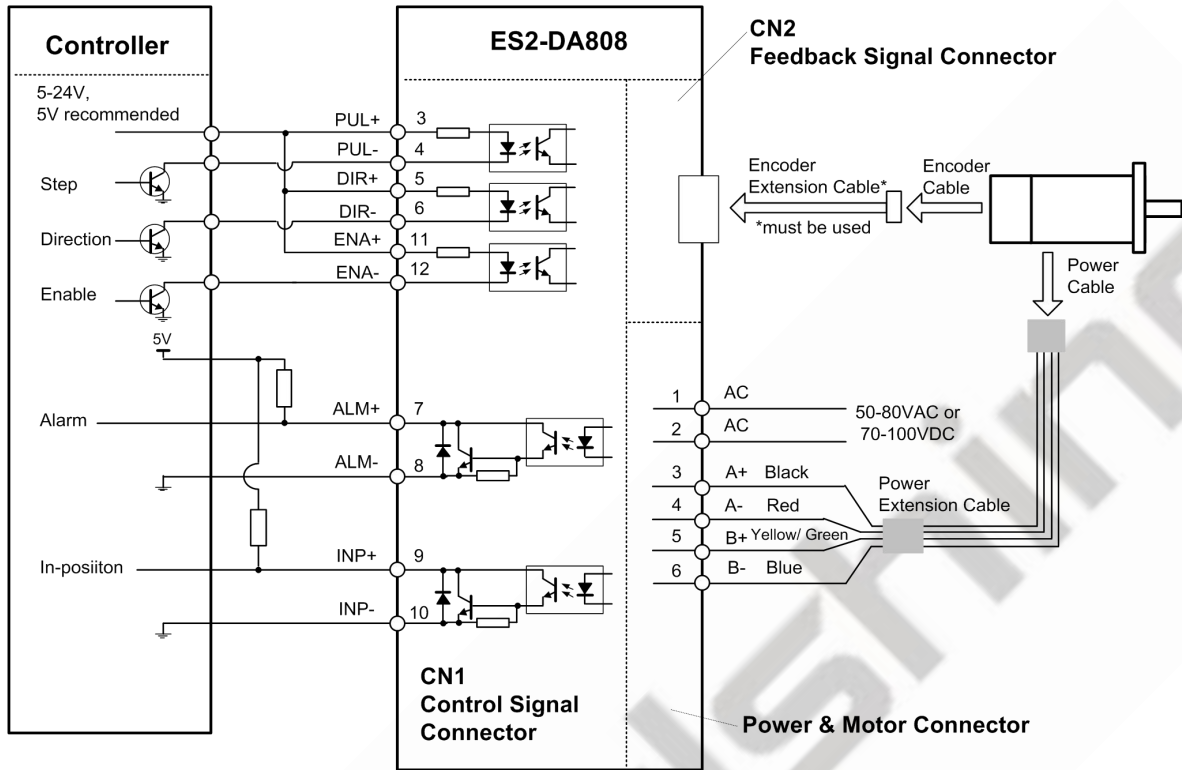 Controller
ES2-DA808
CN2
Feedback Signal Connector
5-24V,
5V recommended
PUL+ 3
PUL- 4
Step
DIR+ 5
DIR- 6
Direction
ENA+ 11
ENA- 12
Enable
Encoder
Extension Cable*
*must be used
Encoder
Cable
Power
Cable
5V
Alarm
ALM+ 7
ALM- 8
1 AC
2 AC
50-80VAC or
70-100VDC
3 A+ Black
4 A- Red
5 B+ Yellow/ Green
6 B- Blue
Power
Extension Cable
In-posiiton
INP+ 9
INP- 10
CN1
Control Signal
Connector
Power & Motor Connector